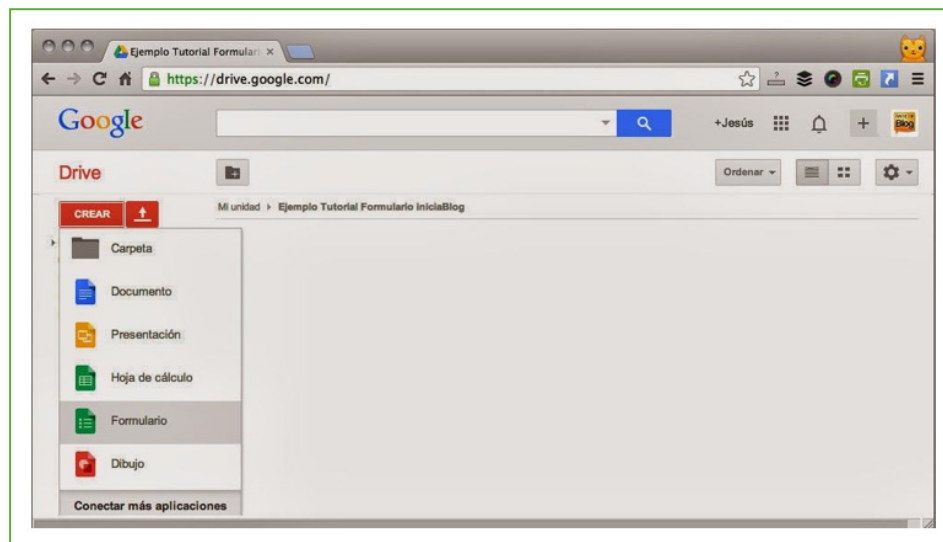 Ejemplo Tutorial Formulari
https://drive.google.com/
Google
+Jesús
Blog
Drive
Ordenar
CREAR
Mi unidad Ejemplo Tutorial Formulario iniciaBlog
Carpeta
Documento
Presentación
Hoja de cálculo
Formulario
Dibujo
Conectar más aplicaciones